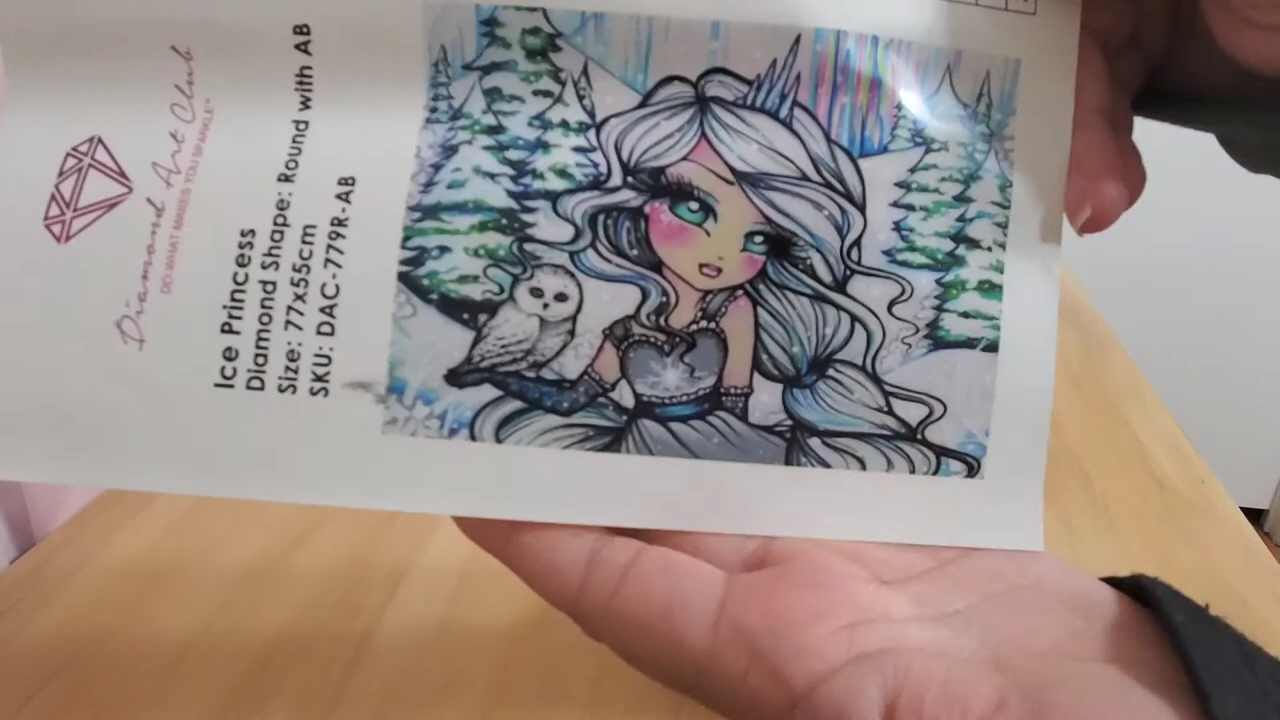 Diamond Art Club
DO WHAT MAKES YOU SPARKLE™
Ice Princess
Diamond Shape: Round with AB
Size: 77x55cm
SKU: DAC-779R-AB